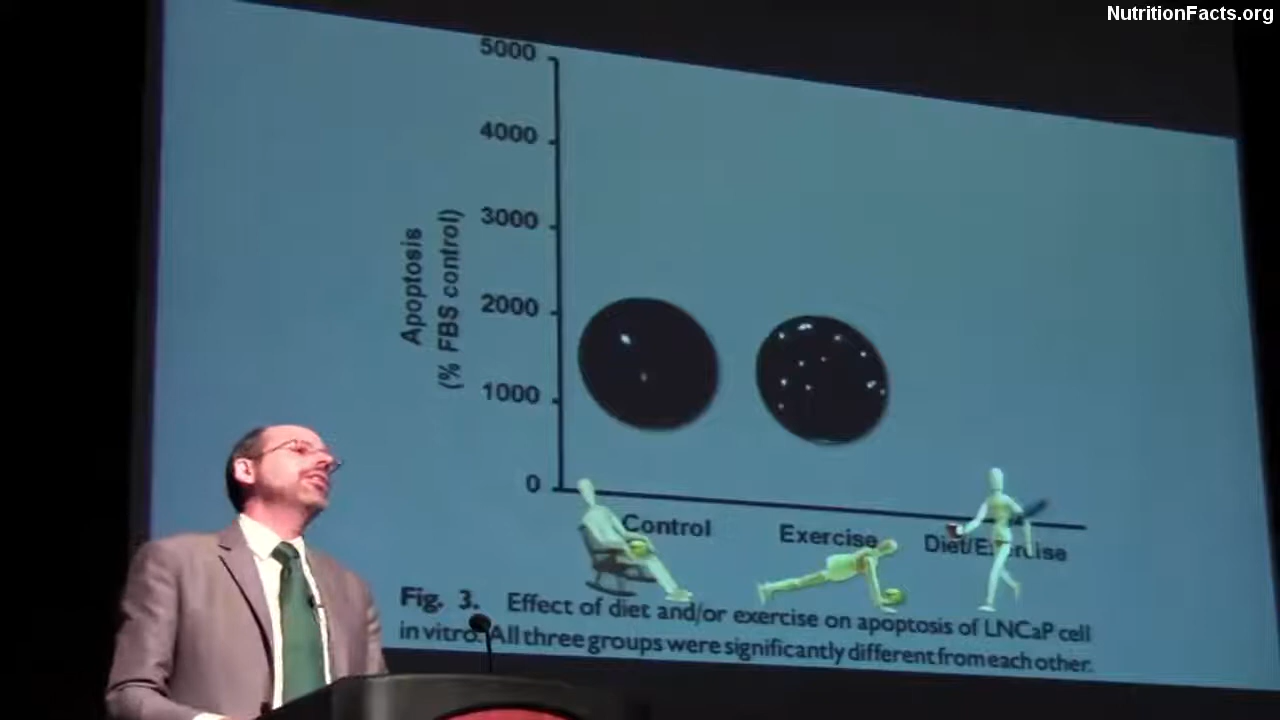 NutritionFacts.org
5000
4000
3000
2000
1000
0
Apoptosis
(% FBS control)
Control
Exercise
Diet/Exercise
Fig. 3. Effect of diet and/or exercise on apoptosis of LNCaP cell
in vitro. All three groups were significantly different from each other.